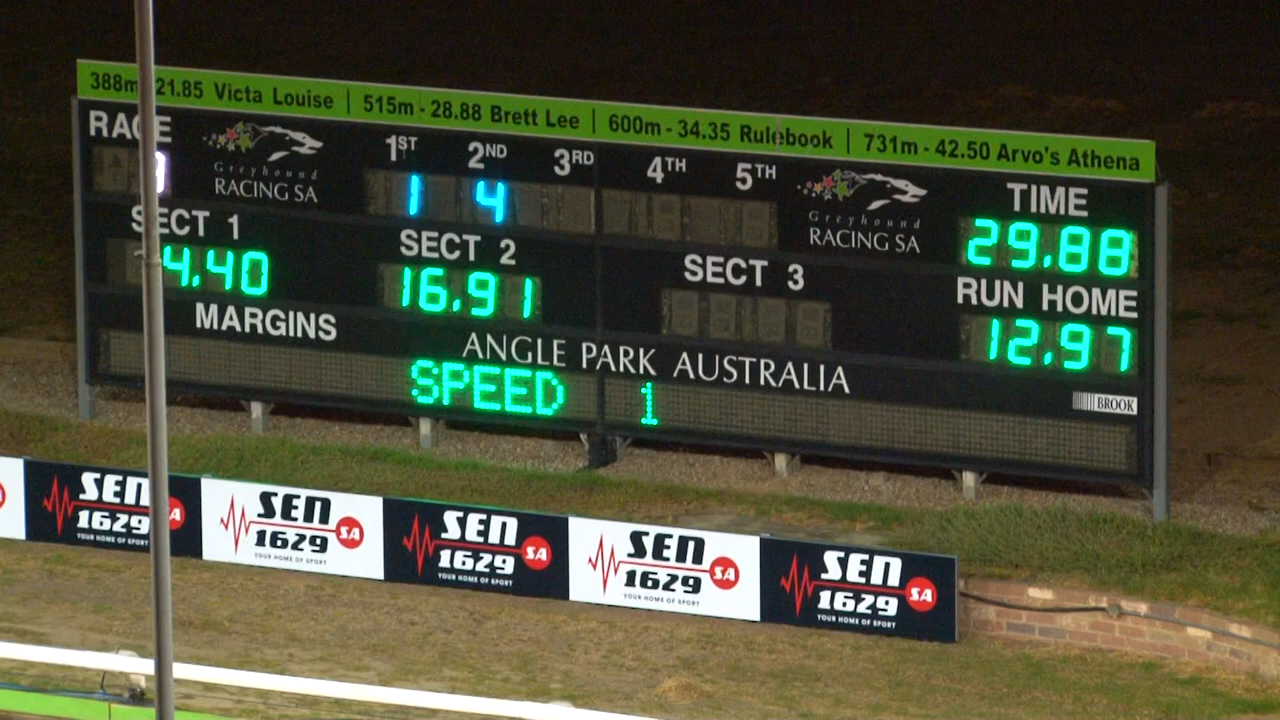 388m 21.85 Victa Louise | 515m - 28.88 Brett Lee | 600m - 34.35 Rulebook | 731m - 42.50 Arvo's Athena
RACE
Greyhound
RACING SA
1ST 2ND 3RD 4TH 5TH
1 4
Greyhound
RACING SA
TIME
29.88
SECT 1 SECT 2 SECT 3
4.40 16.91
RUN HOME
12.97
MARGINS
ANGLE PARK AUSTRALIA
SPEED 1
BROOK
SEN
1629 SA
YOUR HOME OF SPORT
SEN
1629 SA
YOUR HOME OF SPORT
SEN
1629 SA
YOUR HOME OF SPORT
SEN
1629 SA
YOUR HOME OF SPORT
SEN
1629 SA
YOUR HOME OF SPORT